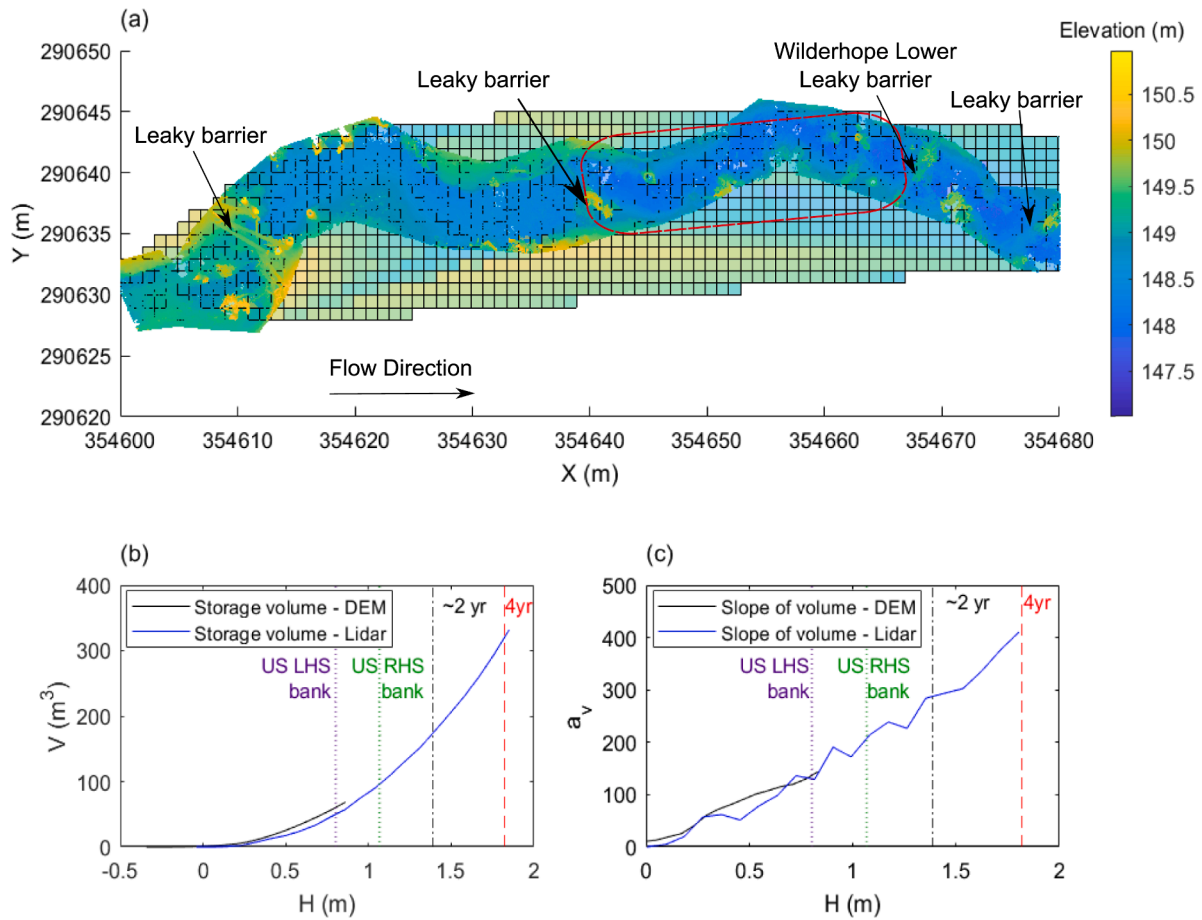 (a)
Elevation (m)
290650
290645
290640
290635
290630
290625
290620
Y (m)
Leaky barrier
Leaky barrier
Wilderhope Lower
Leaky barrier
Leaky barrier
Flow Direction
354600 354610 354620 354630 354640 354650 354660 354670 354680
X (m)
150.5
150
149.5
149
148.5
148
147.5
(b)
400
300
200
100
0
V (m³)
Storage volume - DEM
Storage volume - Lidar
~2 yr
4yr
US LHS
bank
US RHS
bank
-0.5 0 0.5 1 1.5 2
H (m)
(c)
500
400
300
200
100
0
a_v
Slope of volume - DEM
Slope of volume - Lidar
~2 yr
4yr
US LHS
bank
US RHS
bank
0 0.5 1 1.5 2
H (m)